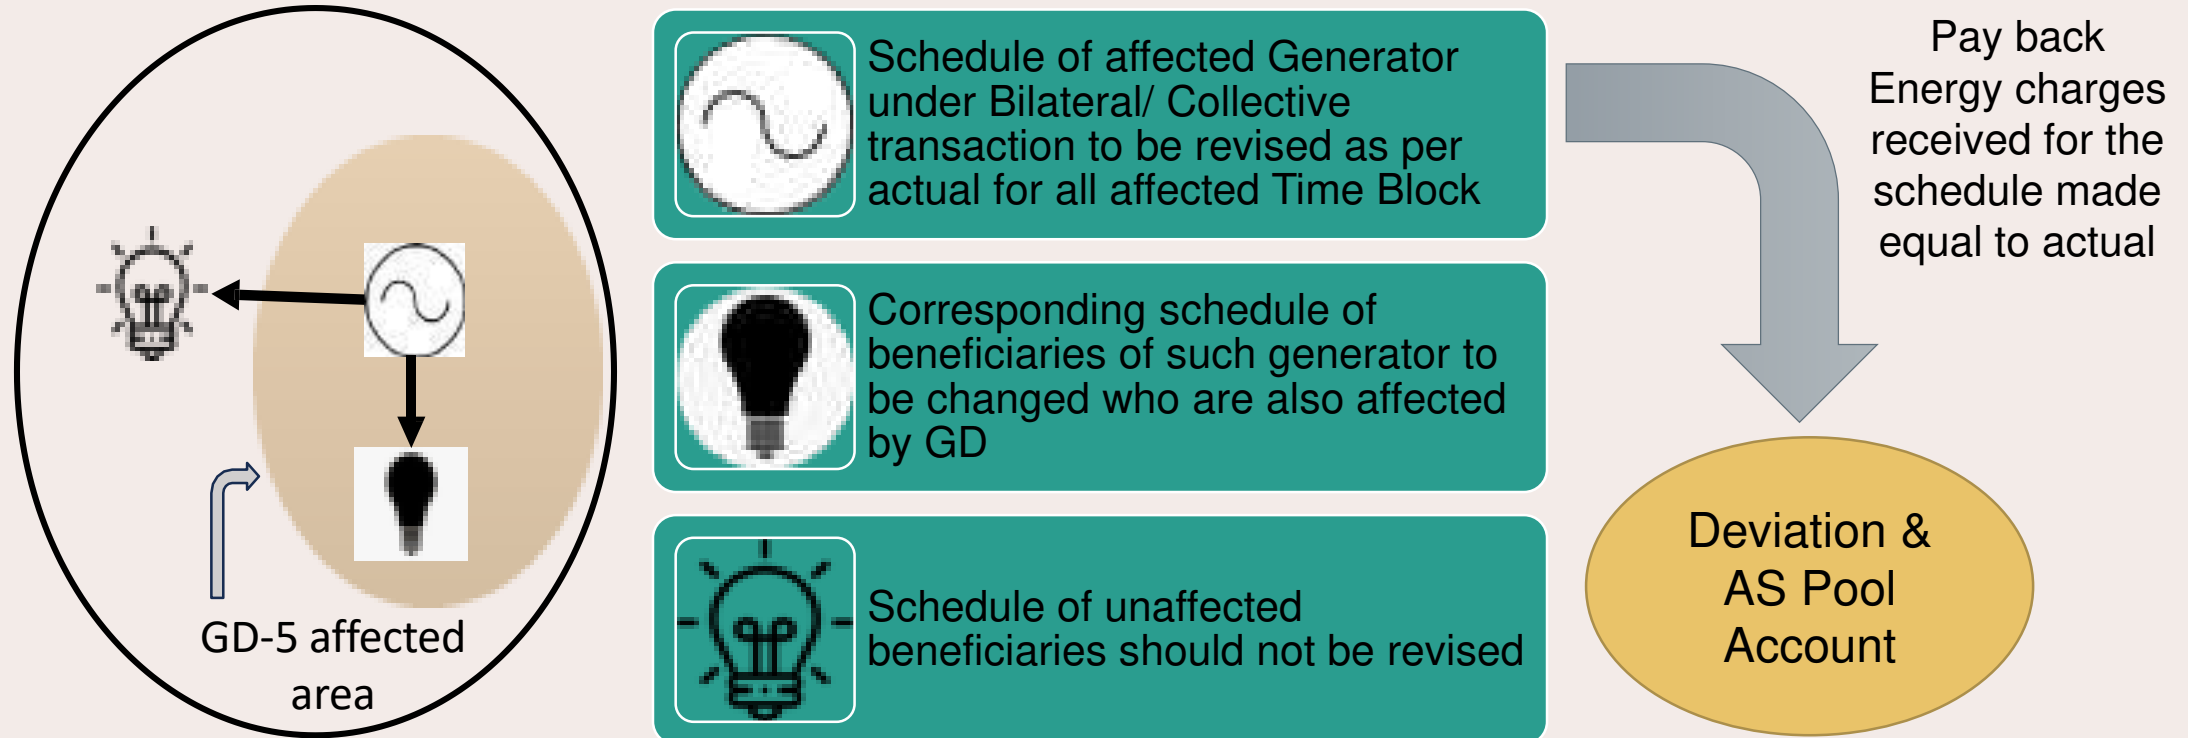 GD-5 affected
area
Schedule of affected Generator
under Bilateral/ Collective
transaction to be revised as per
actual for all affected Time Block
Corresponding schedule of
beneficiaries of such generator to
be changed who are also affected
by GD
Schedule of unaffected
beneficiaries should not be revised
Pay back
Energy charges
received for the
schedule made
equal to actual
Deviation &
AS Pool
Account